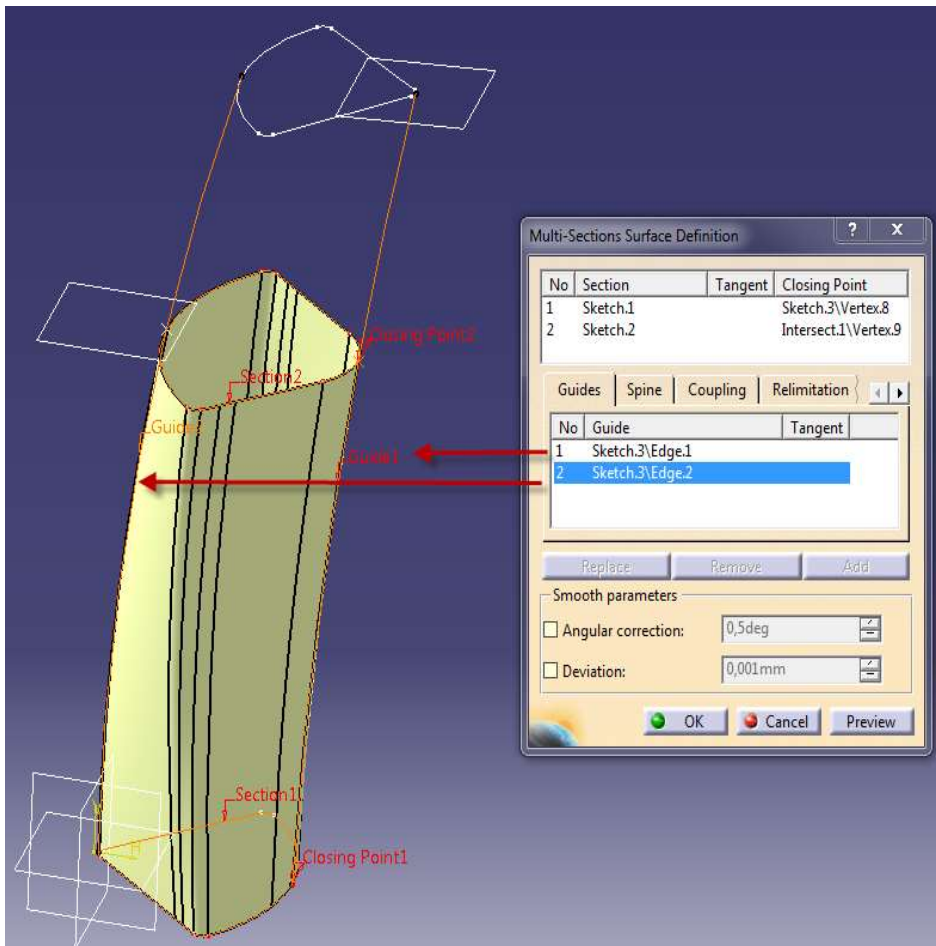 Multi-Sections Surface Definition
? X
No Section Tangent Closing Point
1 Sketch.1 Sketch.3\Vertex.8
2 Sketch.2 Intersect.1\Vertex.9
Guides Spine Coupling Relimitation
No Guide Tangent
1 Sketch.3\Edge.1
2 Sketch.3\Edge.2
Replace Remove Add
Smooth parameters
Angular correction: 0,5deg
Deviation: 0,001mm
OK Cancel Preview
Closing Point2
Section2
Guide1
Section1
Closing Point1